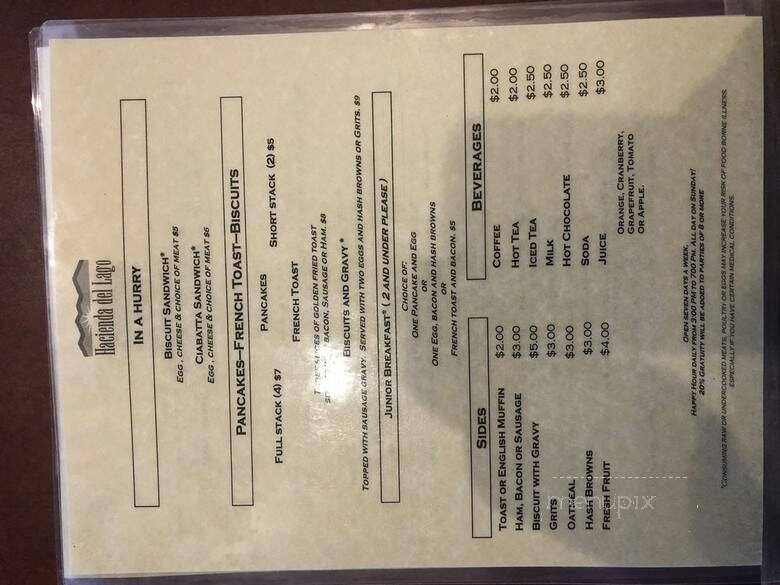 Hacienda del Lago
IN A HURRY
BISCUIT SANDWICH*
EGG, CHEESE & CHOICE OF MEAT $5
CIABATTA SANDWICH*
EGG, CHEESE & CHOICE OF MEAT $6
PANCAKES—FRENCH TOAST—BISCUITS
PANCAKES
FULL STACK (4) $7 SHORT STACK (2) $5
FRENCH TOAST
SLICES OF GOLDEN FRIED TOAST
BACON, SAUSAGE OR HAM. $8
BISCUITS AND GRAVY*
TOPPED WITH SAUSAGE GRAVY. SERVED WITH TWO EGGS AND HASH BROWNS OR GRITS. $9
JUNIOR BREAKFAST* ( 2 AND UNDER PLEASE )
CHOICE OF:
ONE PANCAKE AND EGG
OR
ONE EGG, BACON AND HASH BROWNS
OR
FRENCH TOAST AND BACON. $5
SIDES
TOAST OR ENGLISH MUFFIN $2.00
HAM, BACON OR SAUSAGE $3.00
BISCUIT WITH GRAVY $5.00
GRITS $3.00
OATMEAL $3.00
HASH BROWNS $3.00
FRESH FRUIT $4.00
BEVERAGES
COFFEE $2.00
HOT TEA $2.00
ICED TEA $2.50
MILK $2.50
HOT CHOCOLATE $2.50
SODA $2.50
JUICE $3.00
ORANGE, CRANBERRY,
GRAPEFRUIT, TOMATO
OR APPLE.
OPEN SEVEN DAYS A WEEK.
HAPPY HOUR DAILY FROM 3:00 PM TO 7:00 PM. ALL DAY ON SUNDAY!
20% GRATUITY WILL BE ADDED TO PARTIES OF 8 OR MORE
*CONSUMING RAW OR UNDERCOOKED MEATS, POULTRY OR EGGS MAY INCREASE YOUR RISK OF FOOD BORNE ILLNESS,
ESPECIALLY IF YOU HAVE CERTAIN MEDICAL CONDITIONS.
menupix